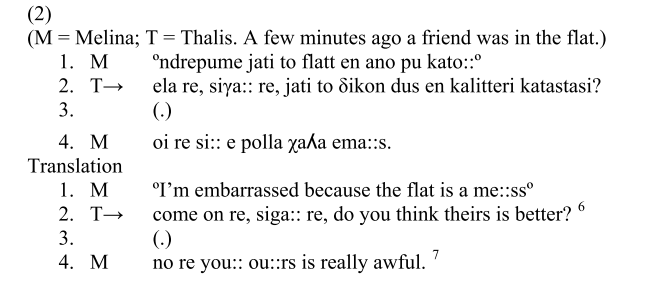 (2)
(M = Melina; T = Thalis. A few minutes ago a friend was in the flat.)
1. M ºndrepume jati to flatt en ano pu kato::º
2. T→ ela re, siγa:: re, jati to δikon dus en kalitteri katastasi?
3. (.)
4. M oi re si:: e polla χaʎa ema::s.
Translation
1. M ºI’m embarrassed because the flat is a me::ssº
2. T→ come on re, siga:: re, do you think theirs is better? 6
3. (.)
4. M no re you:: ou::rs is really awful. 7